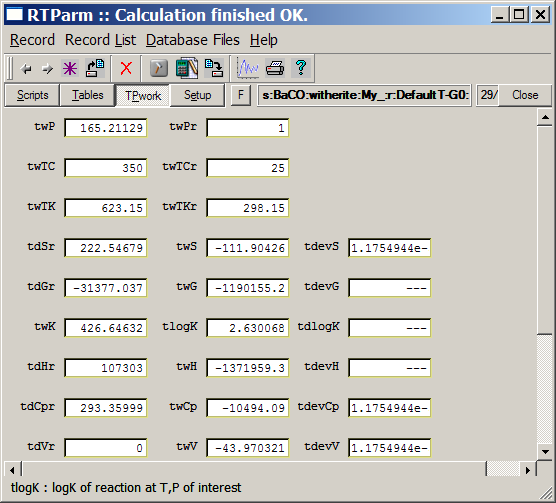 RTParm :: Calculation finished OK.
Record Record List Database Files Help
Scripts Tables TPwork Setup F s:BaCO:witherite:My_:r:Default T-G0: 29/ Close
twP 165.21129 twPr 1
twTC 350 twTCr 25
twTK 623.15 twTKr 298.15
tdSr 222.54679 twS -111.90426 tdevS 1.1754944e-
tdGr -31377.037 twG -1190155.2 tdevG ---
twK 426.64632 tlogK 2.630068 tdlogK ---
tdHr 107303 twH -1371959.3 tdevH ---
tdCpr 293.35999 twCp -10494.09 tdevCp 1.1754944e-
tdVr 0 twV -43.970321 tdevV 1.1754944e-
tlogK : logK of reaction at T,P of interest